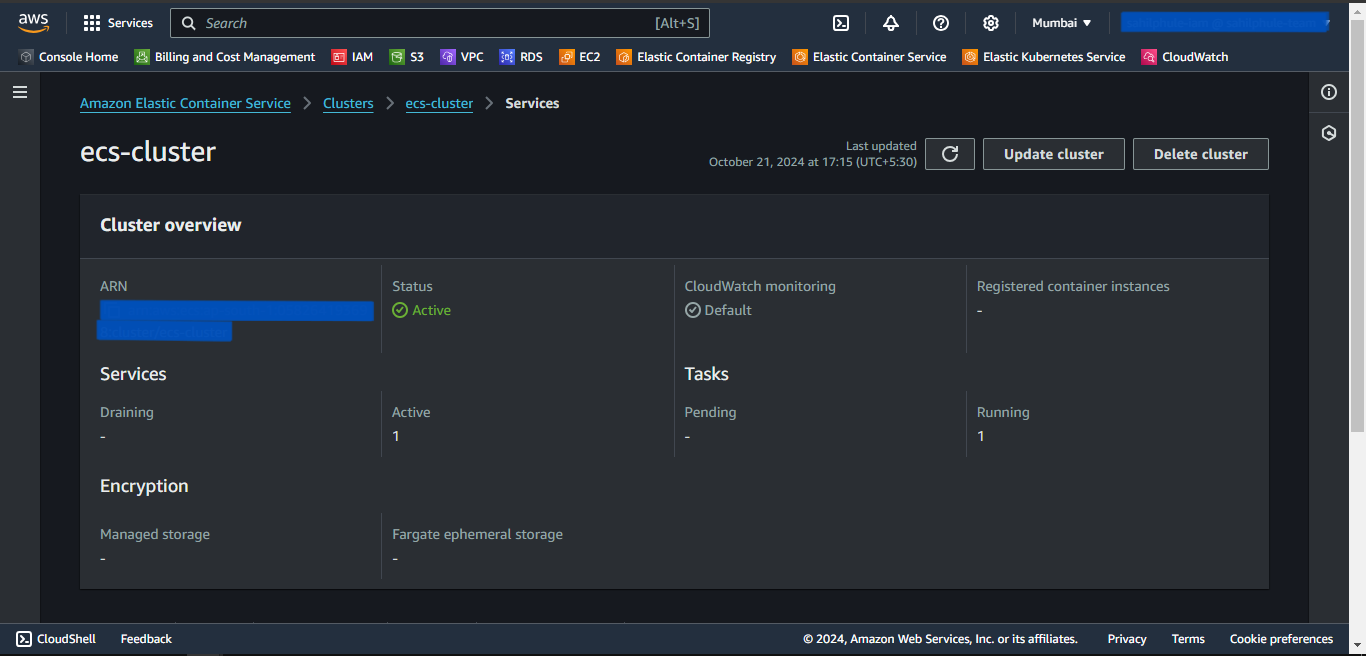 aws
Services
Search
[Alt+S]
Mumbai
Console Home
Billing and Cost Management
IAM
S3
VPC
RDS
EC2
Elastic Container Registry
Elastic Container Service
Elastic Kubernetes Service
CloudWatch
Amazon Elastic Container Service
Clusters
ecs-cluster
Services
ecs-cluster
Last updated
October 21, 2024 at 17:15 (UTC+5:30)
Update cluster
Delete cluster
Cluster overview
ARN
Status
Active
CloudWatch monitoring
Default
Registered container instances
-
Services
Draining
-
Active
1
Tasks
Pending
-
Running
1
Encryption
Managed storage
-
Fargate ephemeral storage
-
CloudShell
Feedback
© 2024, Amazon Web Services, Inc. or its affiliates.
Privacy
Terms
Cookie preferences